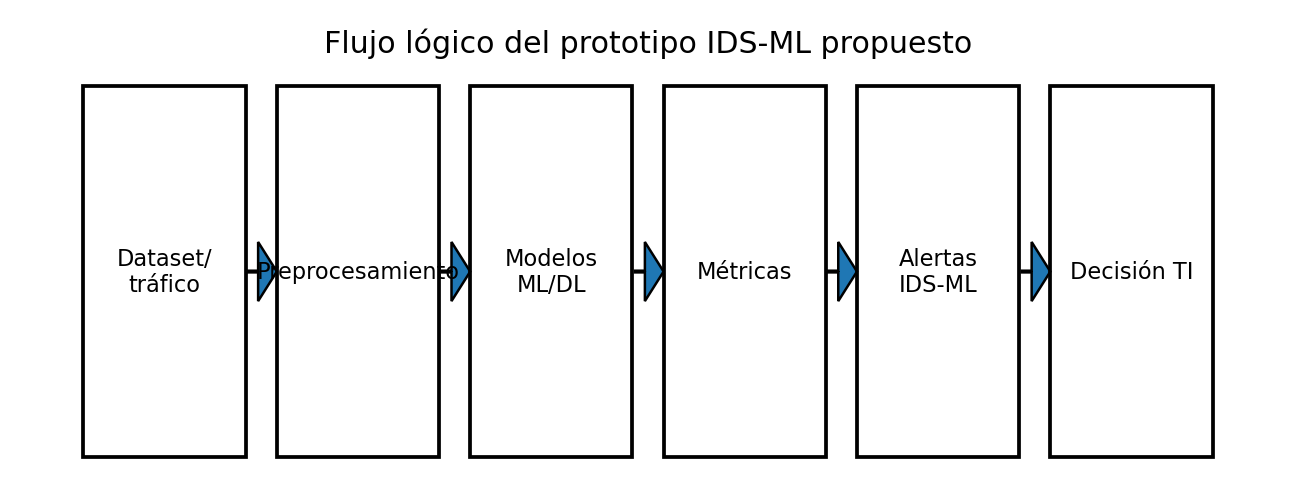 Flujo lógico del prototipo IDS-ML propuesto
Dataset/
tráfico
Preprocesamiento
Modelos
ML/DL
Métricas
Alertas
IDS-ML
Decisión TI